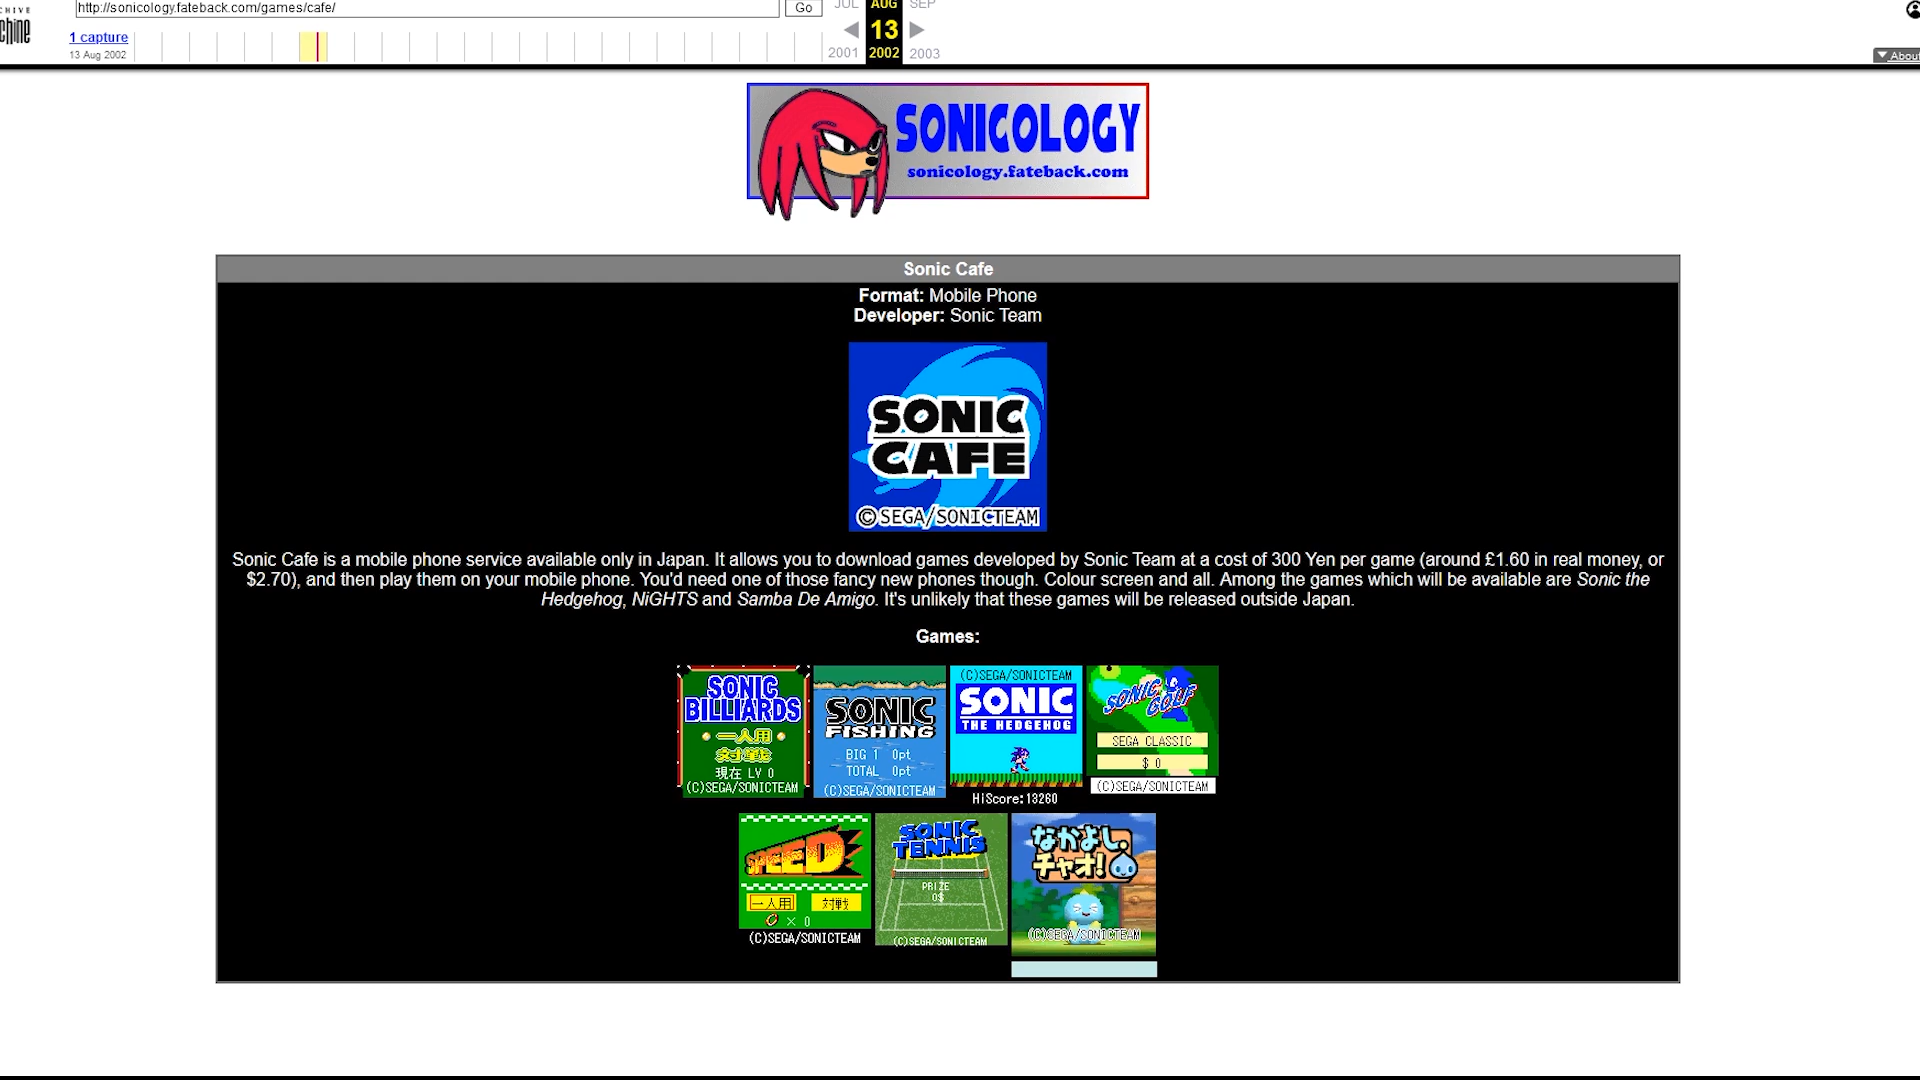 http://sonicology.fateback.com/games/cafe/
Go
JUL AUG SEP
1 capture
13
13 Aug 2002
2001 2002 2003
About
SONICOLOGY
sonicology.fateback.com
Sonic Cafe
Format: Mobile Phone
Developer: Sonic Team
SONIC
CAFE
©SEGA/SONICTEAM
Sonic Cafe is a mobile phone service available only in Japan. It allows you to download games developed by Sonic Team at a cost of 300 Yen per game (around £1.60 in real money, or
$2.70), and then play them on your mobile phone. You'd need one of those fancy new phones though. Colour screen and all. Among the games which will be available are Sonic the
Hedgehog, NiGHTS and Samba De Amigo. It's unlikely that these games will be released outside Japan.
Games:
SONIC
BILLIARDS
一人用
対戦
現在 LV 0
(C)SEGA/SONICTEAM
SONIC
FISHING
BIG 1 0pt
TOTAL 0pt
(C)SEGA/SONICTEAM
(C)SEGA/SONICTEAM
SONIC
THE HEDGEHOG
HiScore:13260
SONIC
GOLF
SEGA CLASSIC
$ 0
(C)SEGA/SONICTEAM
SPEED
一人用 対戦
× 0
(C)SEGA/SONICTEAM
SONIC
TENNIS
PRIZE
0$
(C)SEGA/SONICTEAM
なかよし
チャオ!
(C)SEGA/SONICTEAM